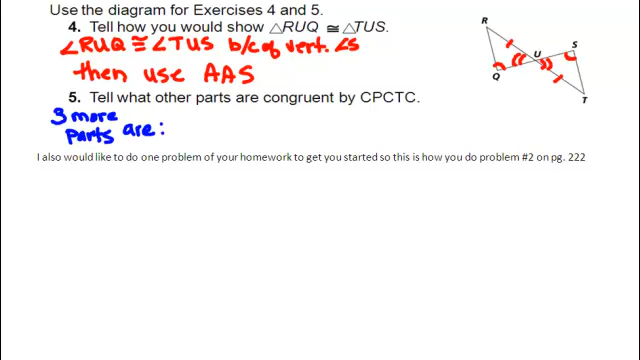 Use the diagram for Exercises 4 and 5.
4. Tell how you would show △RUQ ≅ △TUS.
∠RUQ ≅ ∠TUS b/c of vert. ∠s
then use AAS
5. Tell what other parts are congruent by CPCTC.
3 more
parts are:
I also would like to do one problem of your homework to get you started so this is how you do problem #2 on pg. 222
R
U
S
Q
T